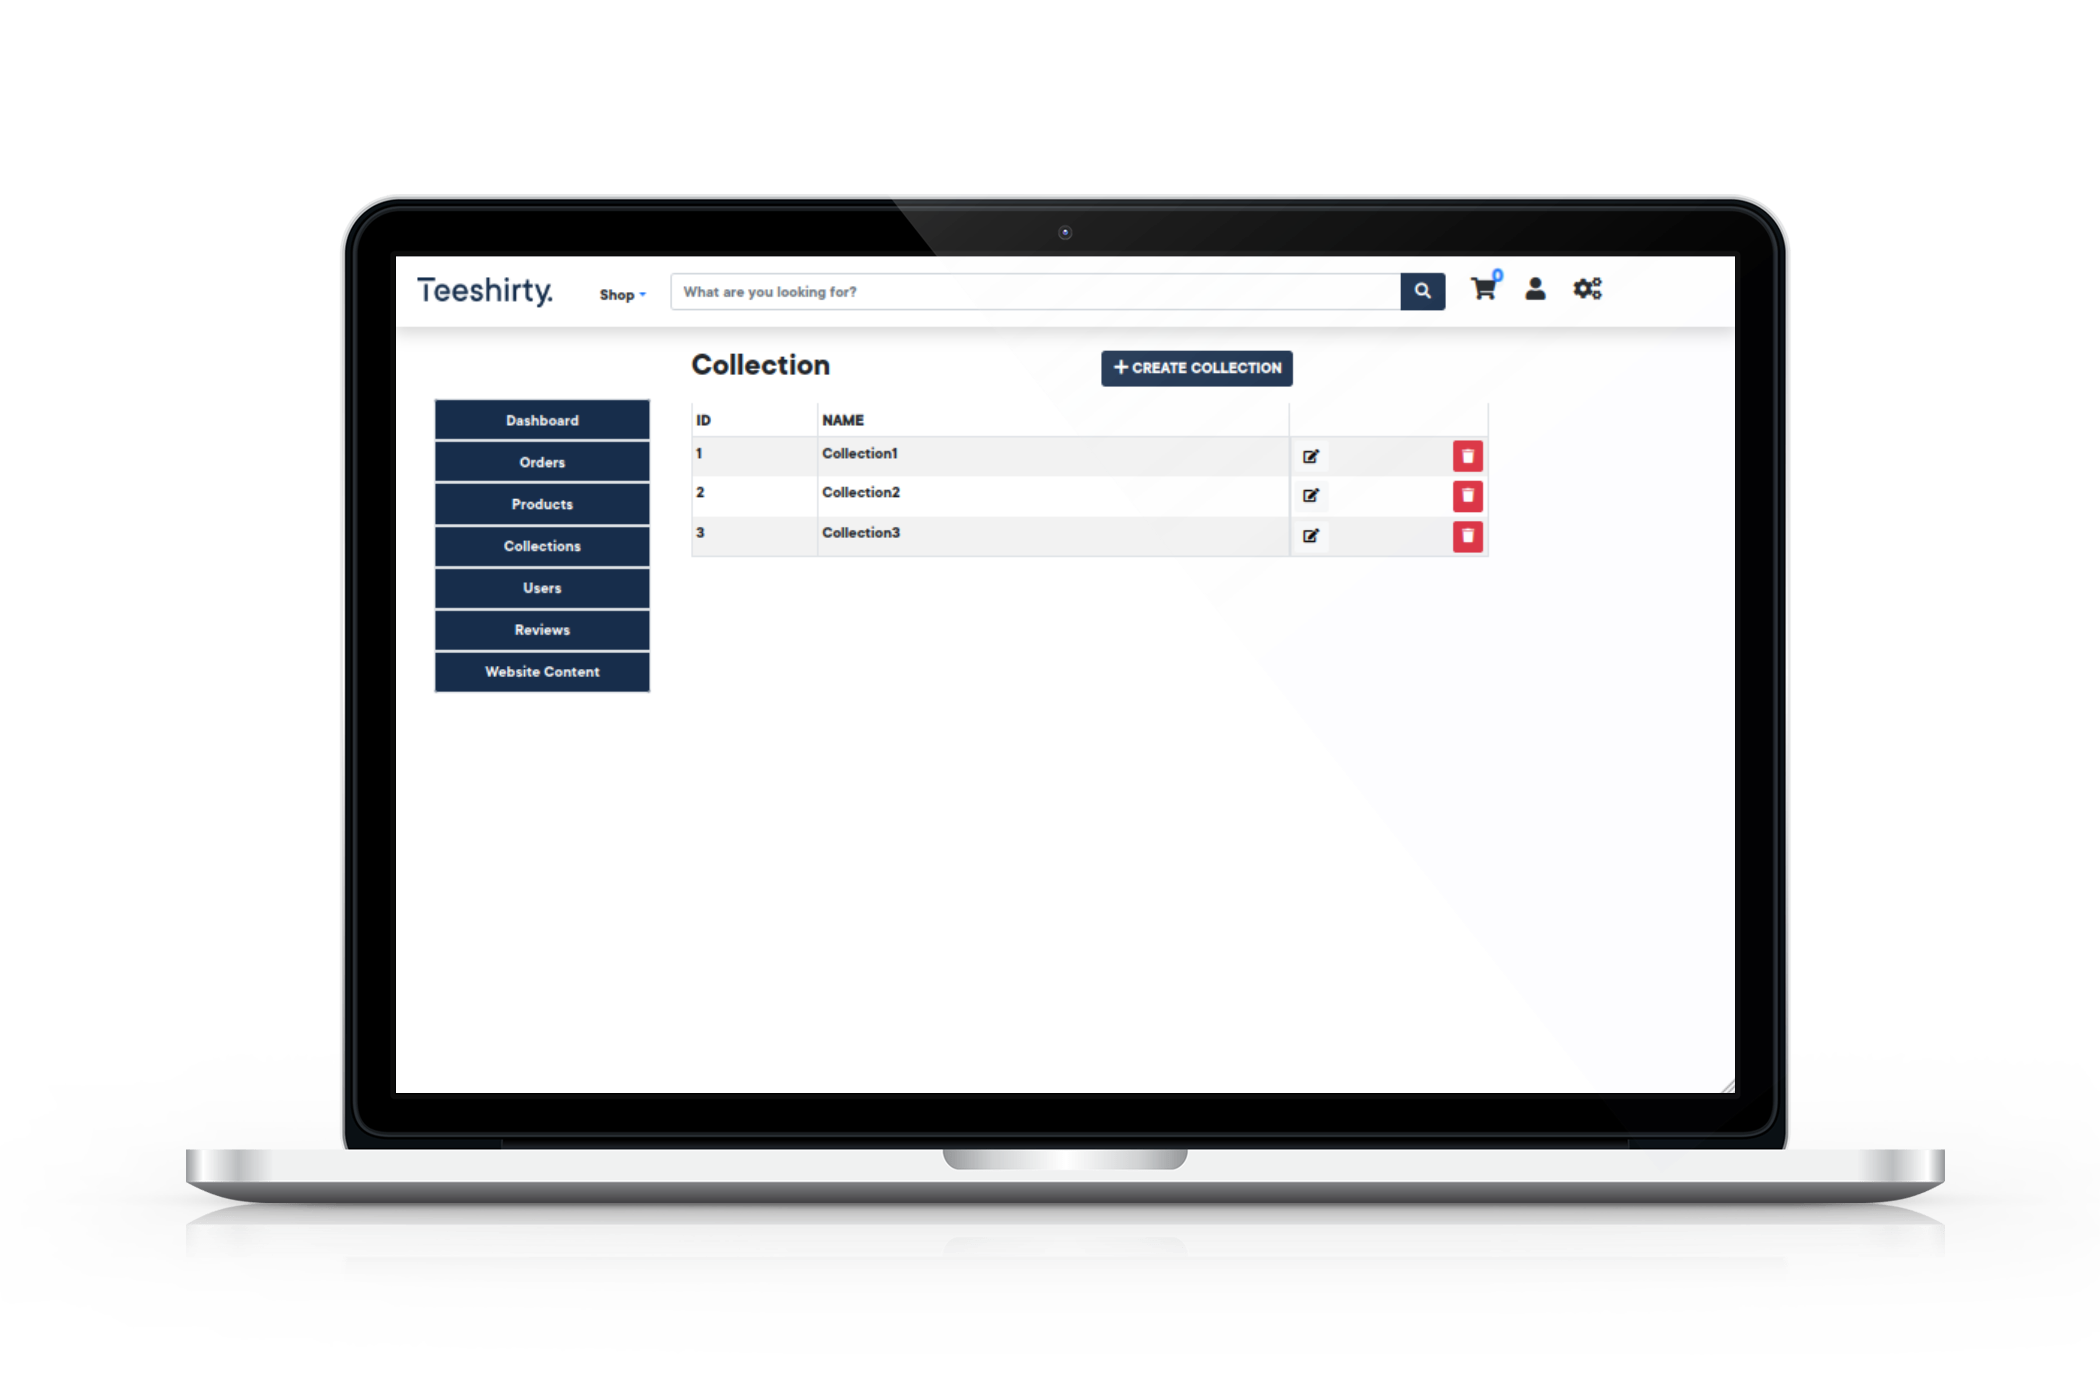 Teeshirty.
Shop
What are you looking for?
0
Collection
CREATE COLLECTION
Dashboard
Orders
Products
Collections
Users
Reviews
Website Content
ID NAME
1 Collection1
2 Collection2
3 Collection3